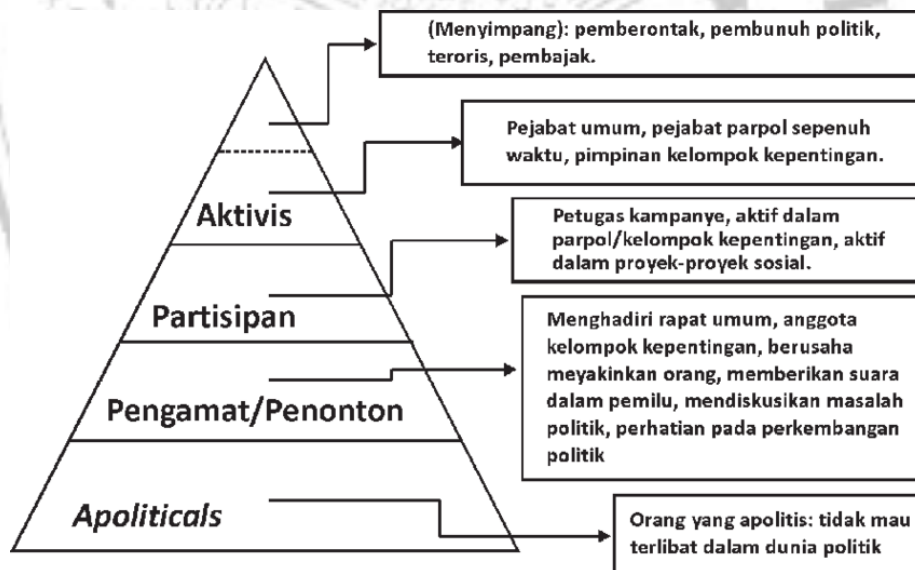 (Menyimpang): pemberontak, pembunuh politik,
teroris, pembajak.
Pejabat umum, pejabat parpol sepenuh
waktu, pimpinan kelompok kepentingan.
Aktivis
Petugas kampanye, aktif dalam
parpol/kelompok kepentingan, aktif
dalam proyek-proyek sosial.
Partisipan
Menghadiri rapat umum, anggota
kelompok kepentingan, berusaha
meyakinkan orang, memberikan suara
dalam pemilu, mendiskusikan masalah
politik, perhatian pada perkembangan
politik
Pengamat/Penonton
Apoliticals
Orang yang apolitis: tidak mau
terlibat dalam dunia politik